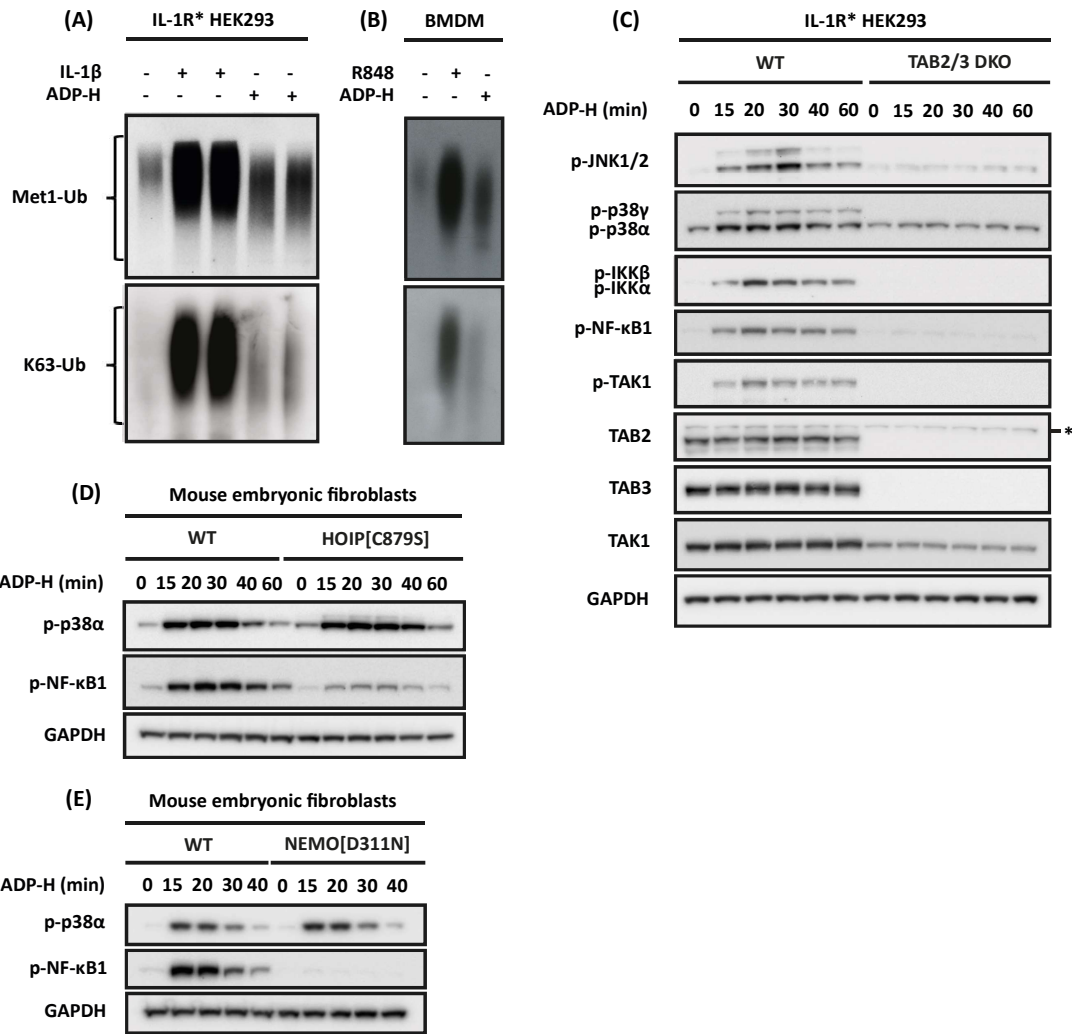 (A) IL-1R* HEK293
IL-1β - + + - -
ADP-H - - - + +
Met1-Ub
K63-Ub
(B) BMDM
R848 - + -
ADP-H - - +
(C) IL-1R* HEK293
WT TAB2/3 DKO
ADP-H (min) 0 15 20 30 40 60 0 15 20 30 40 60
p-JNK1/2
p-p38γ
p-p38α
p-IKKβ
p-IKKα
p-NF-κB1
p-TAK1
TAB2 *
TAB3
TAK1
GAPDH
(D) Mouse embryonic fibroblasts
WT HOIP[C879S]
ADP-H (min) 0 15 20 30 40 60 0 15 20 30 40 60
p-p38α
p-NF-κB1
GAPDH
(E) Mouse embryonic fibroblasts
WT NEMO[D311N]
ADP-H (min) 0 15 20 30 40 0 15 20 30 40
p-p38α
p-NF-κB1
GAPDH